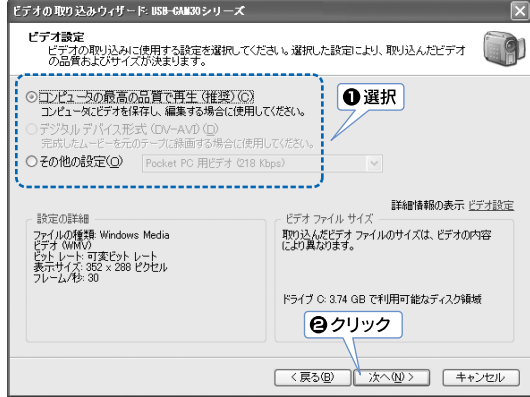 ビデオの取り込みウィザード: USB-CAM30シリーズ
ビデオ設定
ビデオの取り込みに使用する設定を選択してください。選択した設定により、取り込んだビデオ
の品質およびサイズが決まります。
コンピュータの最高の品質で再生 (推奨)(C)
コンピュータにビデオを保存し、編集する場合に使用してください。
デジタル デバイス形式 (DV-AVI)(D)
完成したムービーを元のテープに録画する場合に使用してください。
その他の設定(O)
Pocket PC 用ビデオ (218 Kbps)
❶選択
詳細情報の表示 ビデオ設定
設定の詳細
ファイルの種類: Windows Media
ビデオ (WMV)
ビット レート: 可変ビット レート
表示サイズ: 352 x 288 ピクセル
フレーム/秒: 30
ビデオ ファイル サイズ
取り込んだビデオ ファイルのサイズは、ビデオの内容
により異なります。
ドライブ C: 3.74 GB で利用可能なディスク領域
❷クリック
< 戻る(B)
次へ(N) >
キャンセル